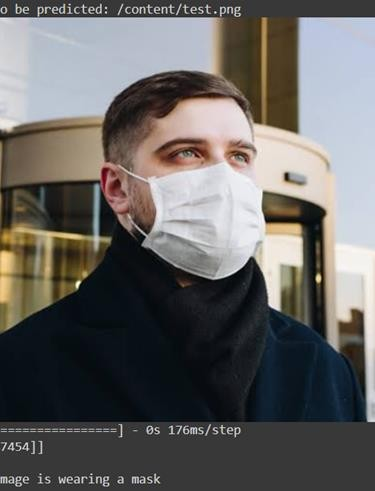 o be predicted: /content/test.png
================] - 0s 176ms/step
7454]]
mage is wearing a mask